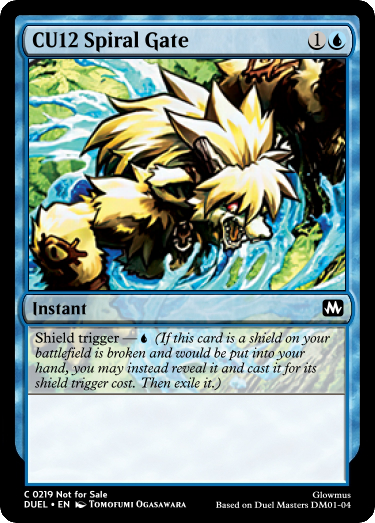 CU12 Spiral Gate 1
Instant
Shield trigger — (If this card is a shield on your
battlefield is broken and would be put into your
hand, you may instead reveal it and cast it for its
shield trigger cost. Then exile it.)
C 0219 Not for Sale
Glowmus
DUEL • EN Tomofumi Ogasawara
Based on Duel Masters DM01-04